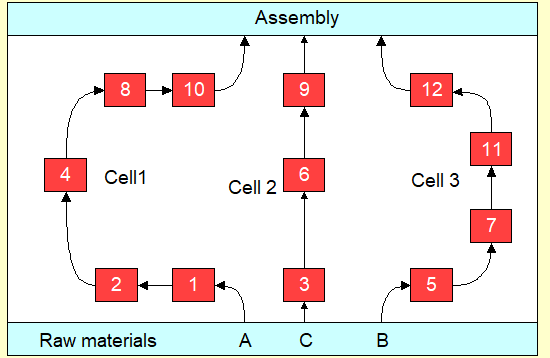 Assembly
8 10 9 12
11
4 Cell1 Cell 2 6 Cell 3
7
2 1 3 5
Raw materials A C B